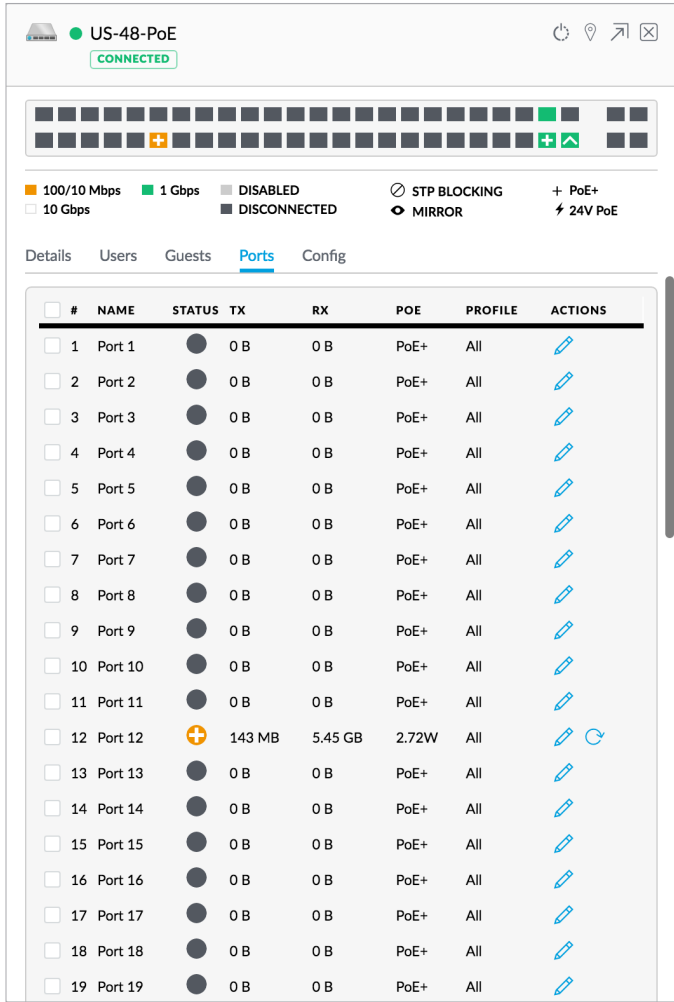 US-48-PoE
CONNECTED
100/10 Mbps 1 Gbps DISABLED STP BLOCKING + PoE+
10 Gbps DISCONNECTED MIRROR 24V PoE
Details Users Guests Ports Config
# NAME STATUS TX RX POE PROFILE ACTIONS
1 Port 1 0 B 0 B PoE+ All
2 Port 2 0 B 0 B PoE+ All
3 Port 3 0 B 0 B PoE+ All
4 Port 4 0 B 0 B PoE+ All
5 Port 5 0 B 0 B PoE+ All
6 Port 6 0 B 0 B PoE+ All
7 Port 7 0 B 0 B PoE+ All
8 Port 8 0 B 0 B PoE+ All
9 Port 9 0 B 0 B PoE+ All
10 Port 10 0 B 0 B PoE+ All
11 Port 11 0 B 0 B PoE+ All
12 Port 12 143 MB 5.45 GB 2.72W All
13 Port 13 0 B 0 B PoE+ All
14 Port 14 0 B 0 B PoE+ All
15 Port 15 0 B 0 B PoE+ All
16 Port 16 0 B 0 B PoE+ All
17 Port 17 0 B 0 B PoE+ All
18 Port 18 0 B 0 B PoE+ All
19 Port 19 0 B 0 B PoE+ All